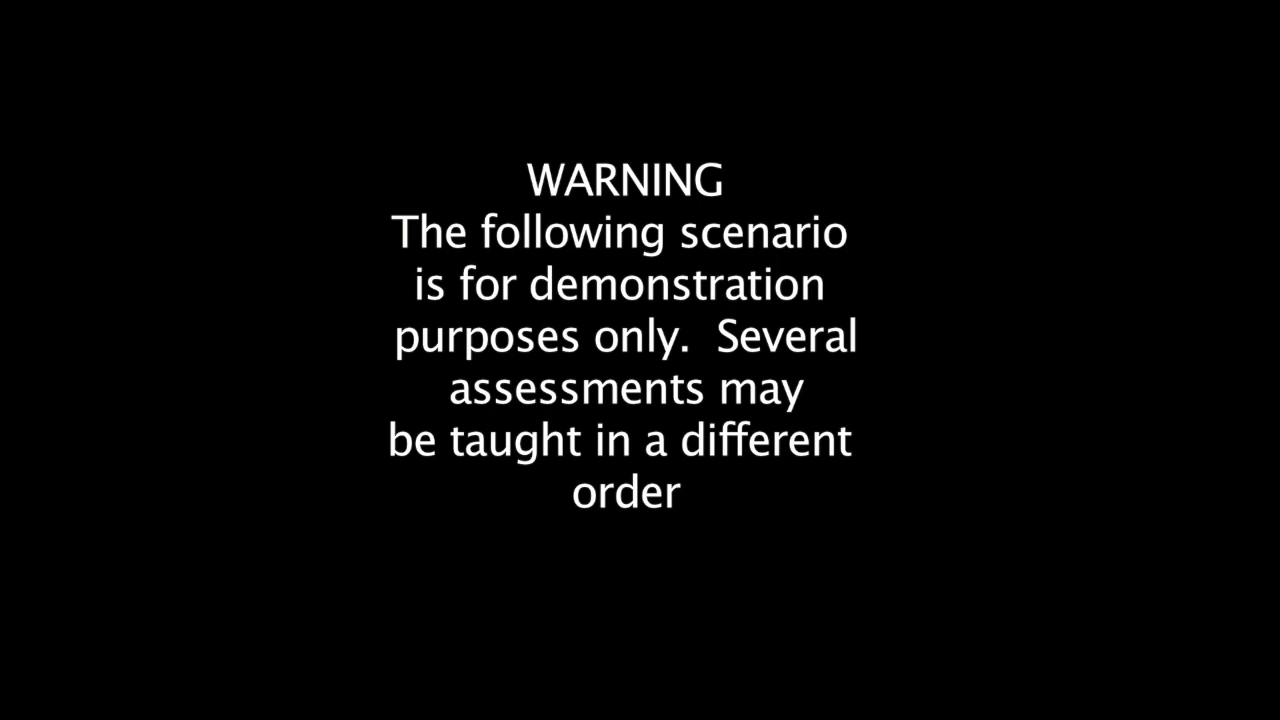 WARNING
The following scenario
is for demonstration
purposes only.  Several
assessments may
be taught in a different
order